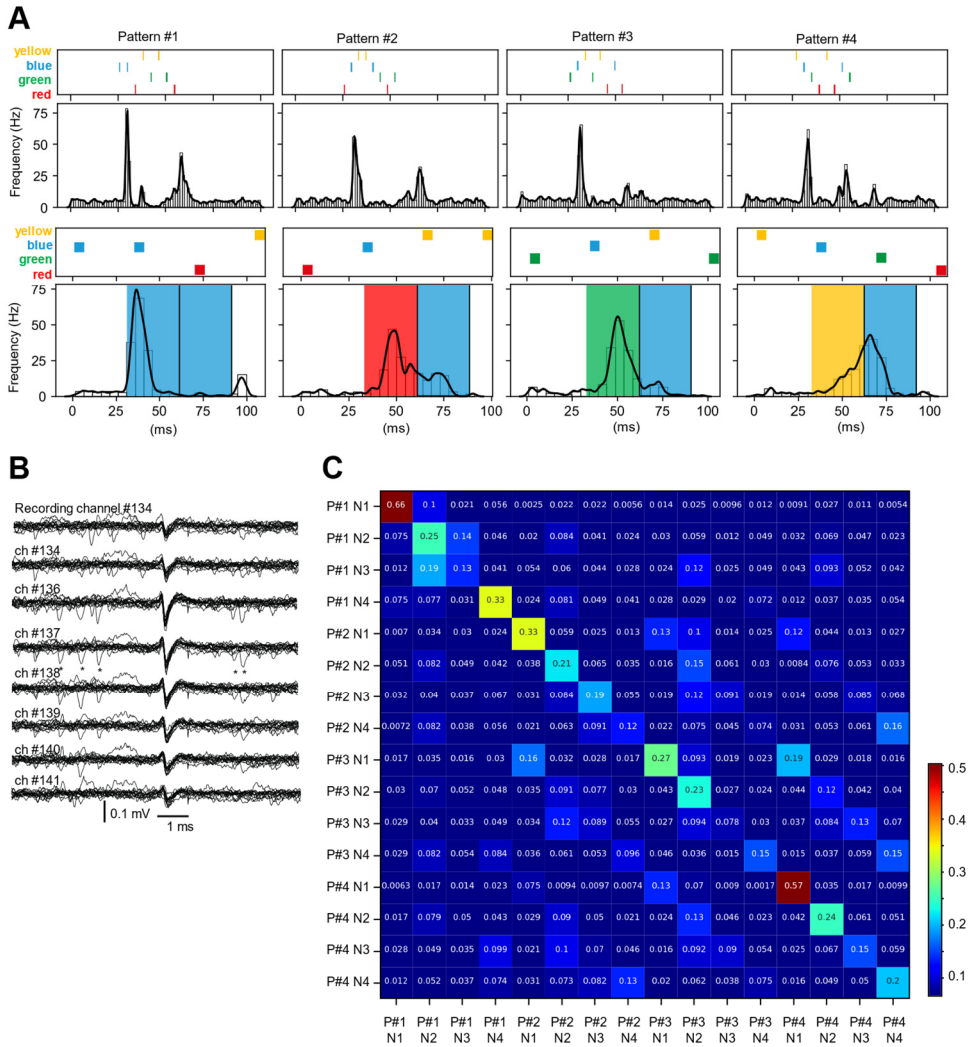 A
Pattern #1 Pattern #2 Pattern #3 Pattern #4
yellow
blue
green
red
Frequency (Hz)
75
50
25
0
yellow
blue
green
red
Frequency (Hz)
75
50
25
0
0 25 50 75 100 0 25 50 75 100 0 25 50 75 100 0 25 50 75 100
(ms) (ms) (ms) (ms)
B
Recording channel #134
ch #134
ch #136
ch #137
* * * * *
ch #138
ch #139
ch #140
ch #141
0.1 mV
1 ms
C
P#1 N1 0.66 0.1 0.021 0.056 0.0025 0.022 0.022 0.0056 0.013 0.0096 0.012 0.012 0.0091 0.027 0.011 0.0054
P#1 N2 0.075 0.25 0.14 0.046 0.02 0.084 0.041 0.024 0.03 0.059 0.012 0.049 0.032 0.069 0.047 0.023
P#1 N3 0.012 0.19 0.13 0.041 0.054 0.06 0.044 0.028 0.024 0.12 0.025 0.049 0.043 0.093 0.052 0.042
P#1 N4 0.075 0.077 0.031 0.33 0.024 0.081 0.049 0.041 0.028 0.029 0.02 0.072 0.012 0.037 0.035 0.054
P#2 N1 0.007 0.034 0.03 0.024 0.33 0.059 0.025 0.013 0.13 0.1 0.014 0.025 0.12 0.044 0.013 0.027
P#2 N2 0.051 0.082 0.049 0.042 0.038 0.21 0.065 0.035 0.016 0.15 0.061 0.03 0.0084 0.076 0.053 0.033
P#2 N3 0.032 0.04 0.037 0.067 0.031 0.084 0.19 0.055 0.019 0.12 0.091 0.019 0.014 0.058 0.085 0.068
P#2 N4 0.0072 0.082 0.038 0.056 0.021 0.063 0.091 0.12 0.022 0.075 0.045 0.074 0.031 0.053 0.061 0.16
P#3 N1 0.017 0.035 0.016 0.03 0.16 0.032 0.028 0.017 0.27 0.093 0.019 0.023 0.19 0.029 0.018 0.016
P#3 N2 0.03 0.07 0.052 0.048 0.035 0.091 0.077 0.03 0.043 0.23 0.027 0.024 0.044 0.12 0.042 0.04
P#3 N3 0.029 0.04 0.033 0.049 0.034 0.12 0.089 0.055 0.027 0.094 0.078 0.03 0.037 0.084 0.13 0.07
P#3 N4 0.029 0.082 0.054 0.084 0.036 0.061 0.053 0.096 0.046 0.036 0.015 0.15 0.015 0.037 0.059 0.15
P#4 N1 0.0063 0.017 0.014 0.023 0.075 0.0094 0.0097 0.0074 0.13 0.07 0.009 0.0017 0.57 0.035 0.017 0.0099
P#4 N2 0.017 0.079 0.05 0.043 0.029 0.09 0.05 0.021 0.024 0.13 0.046 0.023 0.042 0.24 0.061 0.051
P#4 N3 0.028 0.049 0.035 0.099 0.021 0.1 0.07 0.046 0.016 0.092 0.09 0.054 0.025 0.067 0.15 0.059
P#4 N4 0.012 0.052 0.037 0.074 0.031 0.073 0.082 0.13 0.02 0.062 0.038 0.075 0.016 0.049 0.05 0.2
P#1 P#1 P#1 P#1 P#2 P#2 P#2 P#2 P#3 P#3 P#3 P#3 P#4 P#4 P#4 P#4
N1 N2 N3 N4 N1 N2 N3 N4 N1 N2 N3 N4 N1 N2 N3 N4
0.5
0.4
0.3
0.2
0.1